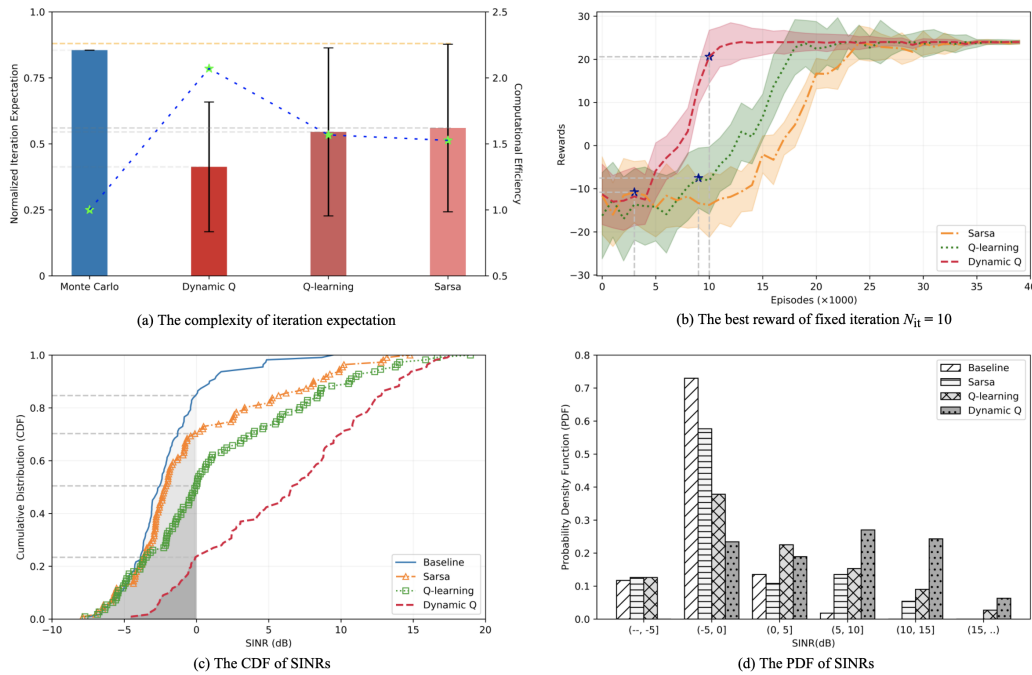 1
0.75
0.5
0.25
0
Normalized Iteration Expectation
2.5
2.0
1.5
1.0
0.5
Computational Efficiency
Monte Carlo
Dynamic Q
Q-learning
Sarsa
(a) The complexity of iteration expectation
30
20
10
0
−10
−20
−30
Rewards
Sarsa
Q-learning
Dynamic Q
0
5
10
15
20
25
30
35
40
Episodes (×1000)
(b) The best reward of fixed iteration Nit = 10
1.0
0.8
0.6
0.4
0.2
0.0
Cumulative Distribution (CDF)
Baseline
Sarsa
Q-learning
Dynamic Q
−10
−5
0
5
10
15
20
SINR (dB)
(c) The CDF of SINRs
0.8
0.7
0.6
0.5
0.4
0.3
0.2
0.1
0.0
Probability Density Function (PDF)
Baseline
Sarsa
Q-learning
Dynamic Q
(--, -5]
(-5, 0]
(0, 5]
(5, 10]
(10, 15]
(15, ..)
SINR(dB)
(d) The PDF of SINRs